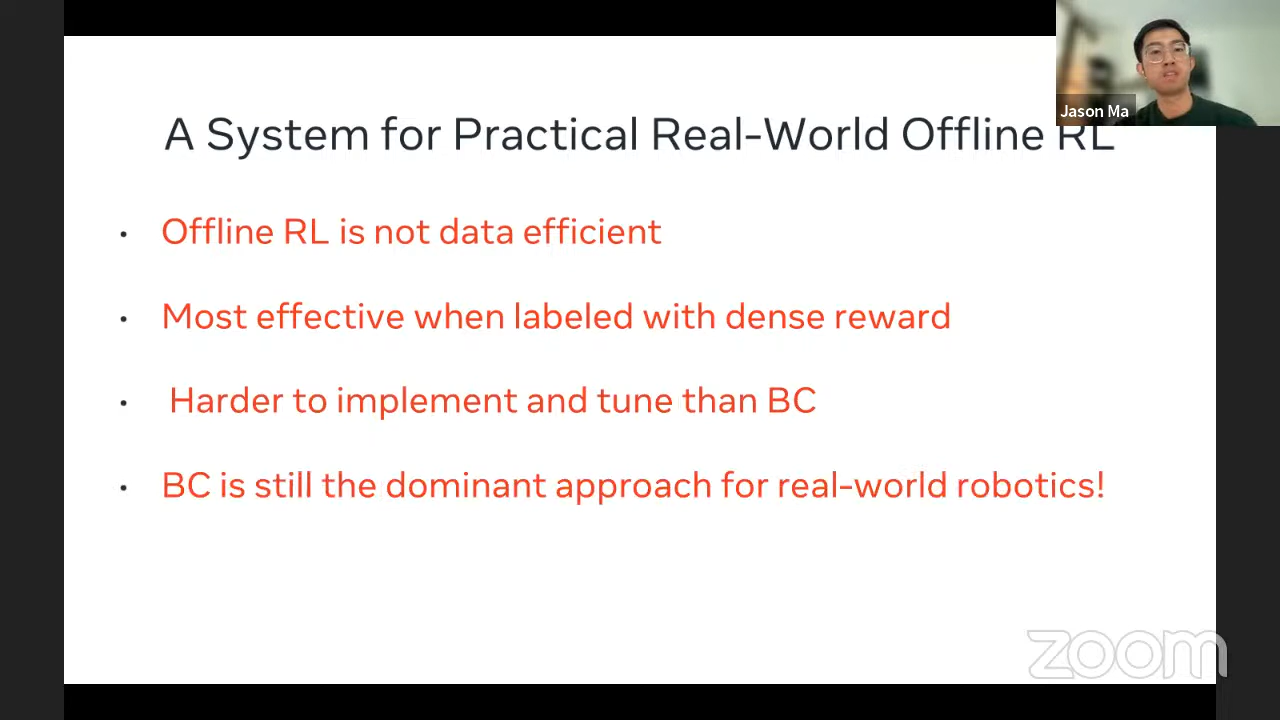 A System for Practical Real-World Offline RL
Jason Ma
• Offline RL is not data efficient
• Most effective when labeled with dense reward
• Harder to implement and tune than BC
• BC is still the dominant approach for real-world robotics!
zoom